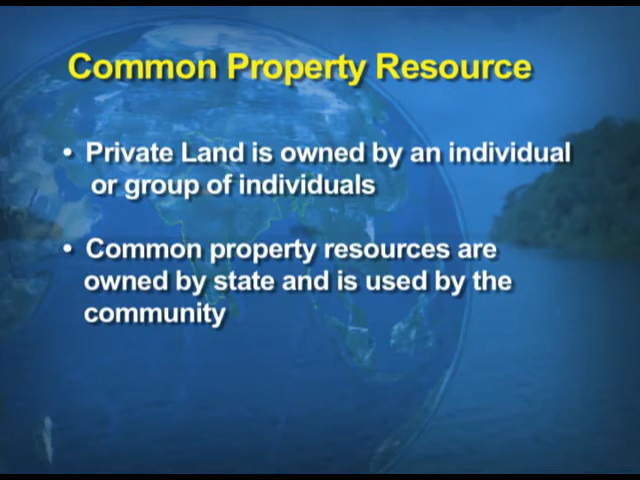 Common Property Resource
• Private Land is owned by an individual
or group of individuals
• Common property resources are
owned by state and is used by the
community